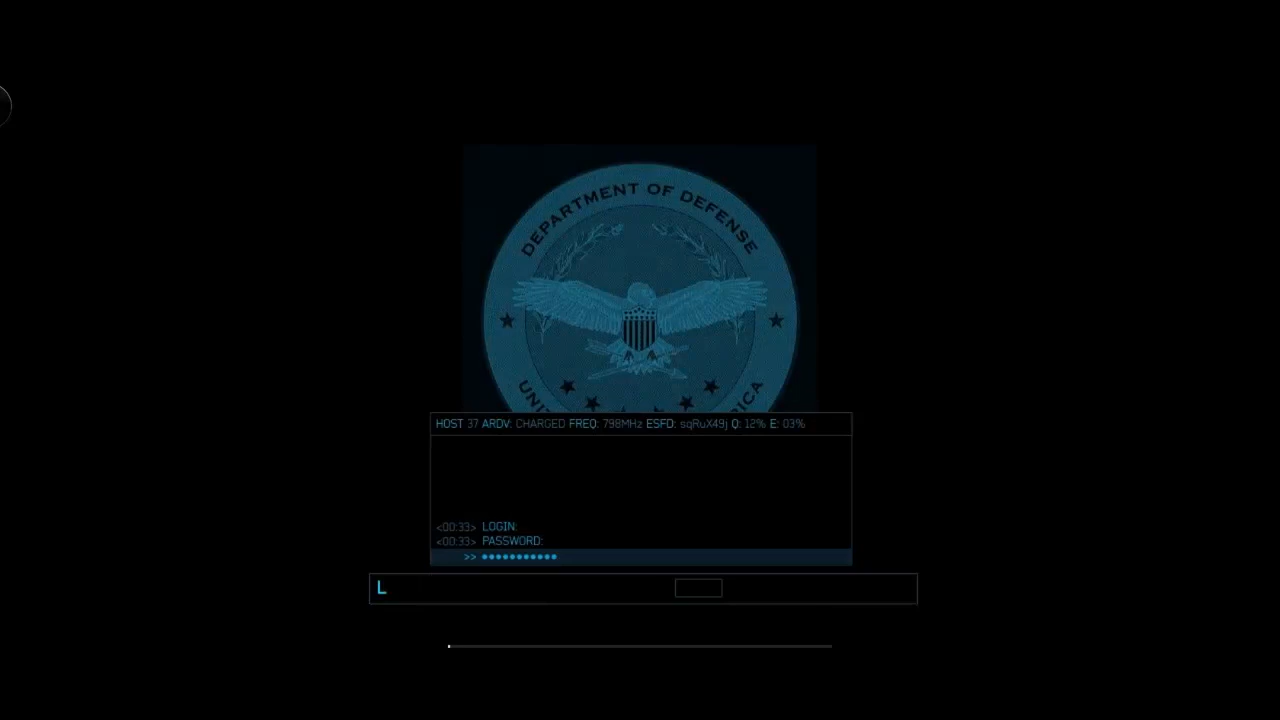 DEPARTMENT OF DEFENSE
HOST 37 ARDV: CHARGED FREQ: 798MHz ESFD: sqRuX49j Q: 12% E: 03%
<00:33> LOGIN:
<00:33> PASSWORD:
>> ●●●●●●●●●●●
L